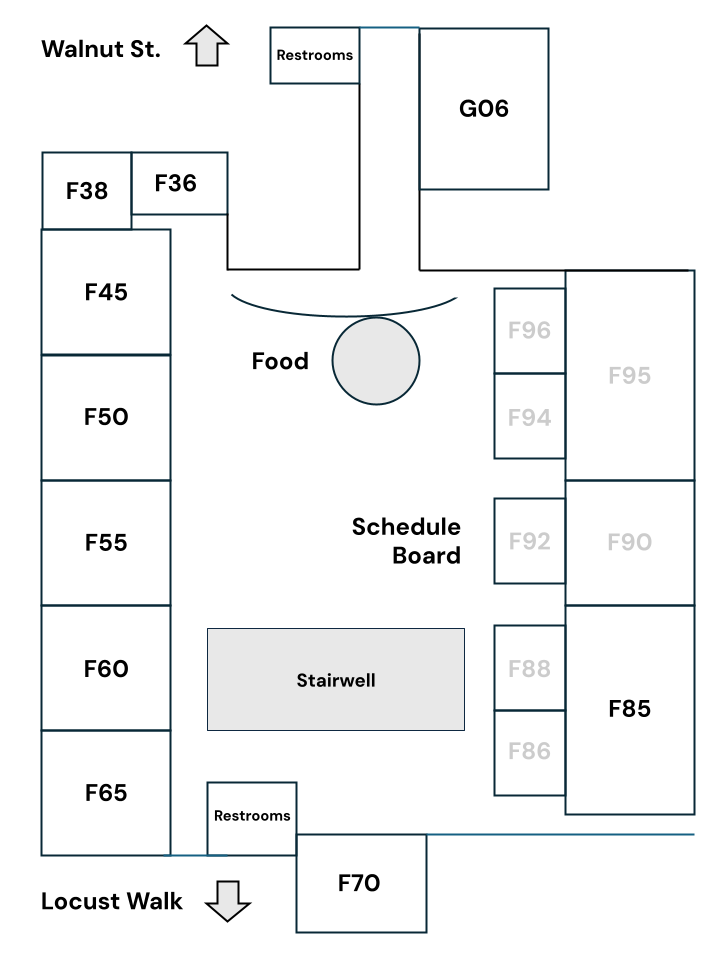 Walnut St.
Restrooms
G06
F38
F36
F45
F96
Food
F95
F50
F94
Schedule
Board
F55
F92
F90
F60
F88
Stairwell
F85
F86
F65
Restrooms
F70
Locust Walk